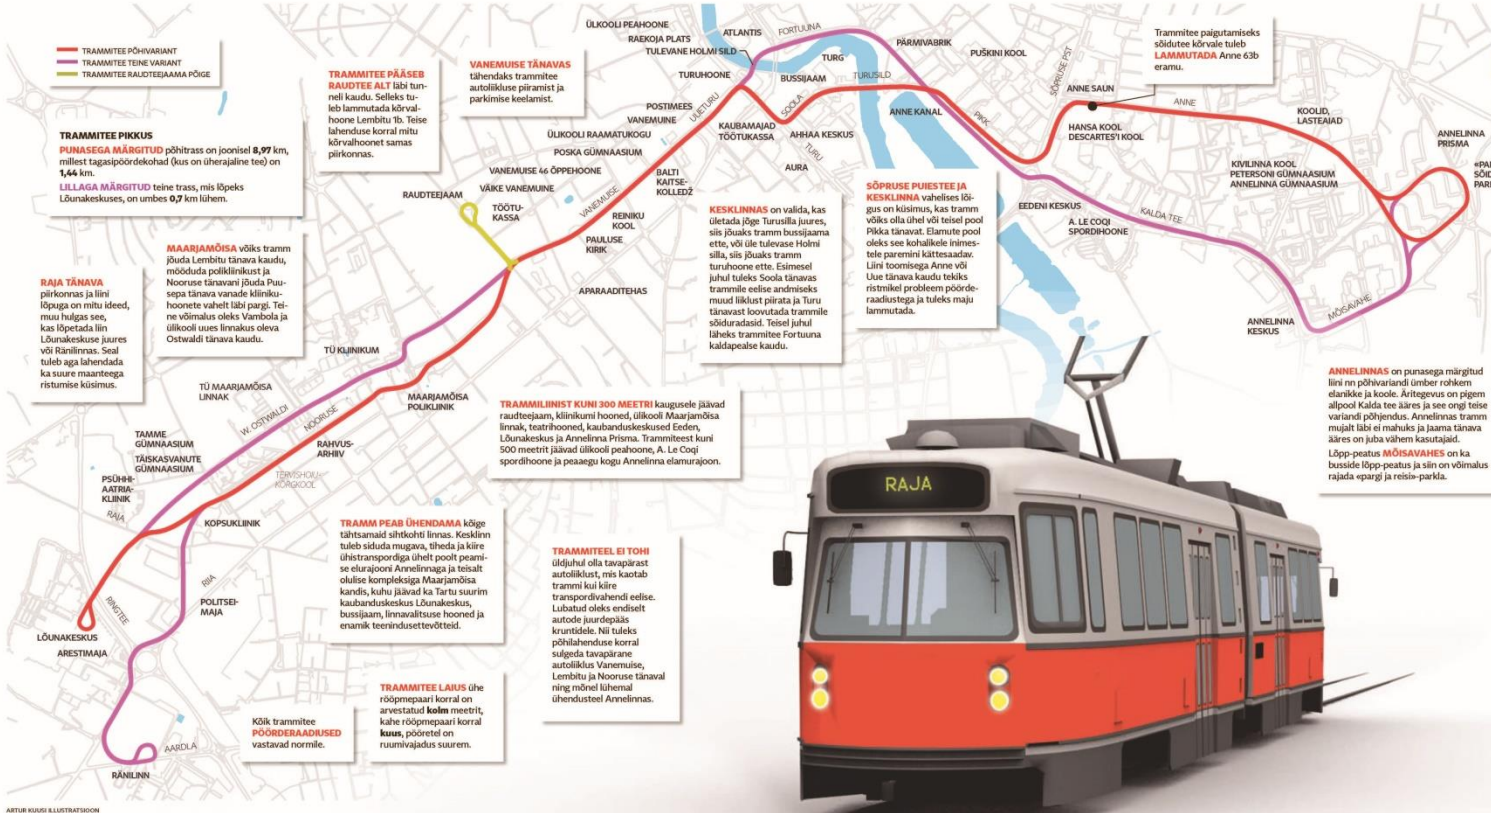 TRAMMITEE PÕHIVARIANT
TRAMMITEE TEINE VARIANT
TRAMMITEE RAUDTEEJAAMA PÕIGE
TRAMMITEE PIKKUS
PUNASEGA MÄRGITUD põhitrass on joonisel 8,97 km,
millest tagasipöördekohad (kus on üherajaline tee) on
1,44 km.
LILLAGA MÄRGITUD teine trass, mis lõpeks
Lõunakeskuses, on umbes 0,7 km lühem.
TRAMMITEE PÄÄSEB
RAUDTEE ALT läbi tun-
neli kaudu. Selleks tu-
leb lammutada kõrval-
hoone Lembitu 1b. Teise
lahenduse korral mitu
kõrvalhoonet samas
piirkonnas.
VANEMUISE TÄNAVAS
tähendaks trammitee
autoliikluse piiramist ja
parkimise keelamist.
Trammitee paigutamiseks
sõidutee kõrvale tuleb
LAMMUTADA Anne 63b
eramu.
ÜLKOOLI PEAHOONE
RAEKOJA PLATS
TULEVANE HOLMI SILD
ATLANTIS
FORTUUNA
TURUHOONE
TURG
BUSSIJAAM
TURUSILD
PÄRMIVABRIK
PUŠKINI KOOL
SÕPRUSE PST
ANNE SAUN
ANNE
KOOLID,
LASTEAIAD
ANNELINNA
PRISMA
«PAR
SÕID
PARK
POSTIMEES
VANEMUINE
UUETURU
SOOLA
ÜLIKOOLI RAAMATUKOGU
POSKA GÜMNAASIUM
KAUBAMAJAD
TÖÖTUKASSA
AHHAA KESKUS
TURU
AURA
ANNE KANAL
PIKK
HANSA KOOL
DESCARTES'I KOOL
KIVILINNA KOOL
PETERSONI GÜMNAASIUM
ANNELINNA GÜMNAASIUM
VANEMUISE 46 ÕPPEHOONE
VÄIKE VANEMUINE
RAUDTEEJAAM
TÖÖTU-
KASSA
VANEMUISE
BALTI
KAITSE-
KOLLEDŽ
REINIKU
KOOL
PAULUSE
KIRIK
APARAADITEHAS
EEDENI KESKUS
A. LE COQI
SPORDIHOONE
KALDA TEE
ANNELINNA
KESKUS
MÕISAVAHE
RAJA TÄNAVA
piirkonnas ja liini
lõpuga on mitu ideed,
muu hulgas see,
kas lõpetada liin
Lõunakeskuse juures
või Ränilinnas. Seal
tuleb aga lahendada
ka suure maanteega
ristumise küsimus.
MAARJAMÕISA võiks tramm
jõuda Lembitu tänava kaudu,
mööduda polikliinikust ja
Nooruse tänavani jõuda Puu-
sepa tänava vanade kliiniku-
hoonete vahelt läbi pargi. Tei-
ne võimalus oleks Vambola ja
ülikooli uues linnakus oleva
Ostwaldi tänava kaudu.
KESKLINNAS on valida, kas
ületada jõge Turusilla juures,
siis jõuaks tramm bussijaama
ette, või üle tulevase Holmi
silla, siis jõuaks tramm
turuhoone ette. Esimesel
juhul tuleks Soola tänavas
trammile eelise andmiseks
muud liiklust piirata ja Turu
tänavast loovutada trammile
sõiduradasid. Teisel juhul
läheks trammitee Fortuuna
kaldapealse kaudu.
SÕPRUSE PUIESTEE JA
KESKLINNA vahelises lõi-
gus on küsimus, kas tramm
võiks olla ühel või teisel pool
Pikka tänavat. Elamute pool
oleks see kohalikele inimes-
tele paremini kättesaadav.
Liini toomisega Anne või
Uue tänava kaudu tekiks
ristmikel probleem pöörde-
raadiustega ja tuleks maju
lammutada.
TÜ KLIINIKUM
TÜ MAARJAMÕISA
LINNAK
W. OSTWALDI
NOORUSE
MAARJAMÕISA
POLIKLIINIK
TAMME
GÜMNAASIUM
TÄISKASVANUTE
GÜMNAASIUM
RAHVUS-
ARHIIV
TERVISHOIU-
KÕRGKOOL
PSÜHHI-
AATRIA-
KLIINIK
RAJA
KOPSUKLIINIK
RIIA
POLITSEI-
MAJA
RINGTEE
LÕUNAKESKUS
ARESTIMAJA
AARDLA
RÄNILINN
TRAMMILIINIST KUNI 300 MEETRI kaugusele jäävad
raudteejaam, kliinikumi hooned, ülikooli Maarjamõisa
linnak, teatrihooned, kaubanduskeskused Eeden,
Lõunakeskus ja Annelinna Prisma. Trammiteest kuni
500 meetrit jäävad ülikooli peahoone, A. Le Coqi
spordihoone ja peaaegu kogu Annelinna elamurajoon.
ANNELINNAS on punasega märgitud
liini nn põhivariandi ümber rohkem
elanikke ja koole. Äritegevus on pigem
allpool Kalda tee ääres ja see ongi teise
variandi põhjendus. Annelinnas tramm
mujalt läbi ei mahuks ja Jaama tänava
ääres on juba vähem kasutajaid.
Lõpp-peatus MÕISAVAHES on ka
busside lõpp-peatus ja siin on võimalus
rajada «pargi ja reisi»-parkla.
TRAMM PEAB ÜHENDAMA kõige
tähtsamaid sihtkohti linnas. Kesklinn
tuleb siduda mugava, tiheda ja kiire
ühistranspordiga ühelt poolt peami-
se elurajooni Annelinnaga ja teisalt
olulise kompleksiga Maarjamõisa
kandis, kuhu jäävad ka Tartu suurim
kaubanduskeskus Lõunakeskus,
bussijaam, linnavalitsuse hooned ja
enamik teenindusettevõtteid.
TRAMMITEEL EI TOHI
üldjuhul olla tavapärast
autoliiklust, mis kaotab
trammi kui kiire
transpordivahendi eelise.
Lubatud oleks endiselt
autode juurdepääs
kruntidele. Nii tuleks
põhilahenduse korral
sulgeda tavapärane
autoliiklus Vanemuise,
Lembitu ja Nooruse tänaval
ning mõnel lühemal
ühendusteel Annelinnas.
TRAMMITEE LAIUS ühe
rööpmepaari korral on
arvestatud kolm meetrit,
kahe rööpmepaari korral
kuus, pööretel on
ruumivajadus suurem.
Kõik trammitee
PÖÖRDERAADIUSED
vastavad normile.
RAJA
ARTUR KUUSI ILLUSTRATSIOON